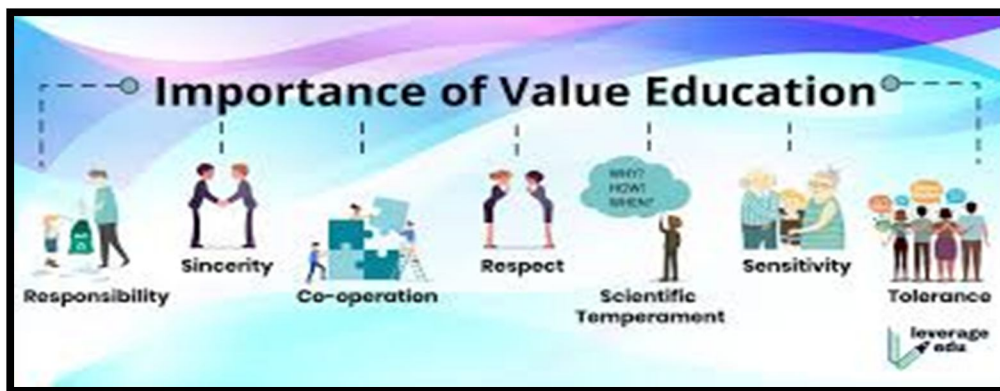 Importance of Value Education
WHY?
HOW?
WHEN?
Sincerity
Respect
Sensitivity
Responsibility
Co-operation
Scientific
Temperament
Tolerance
leverage
edu